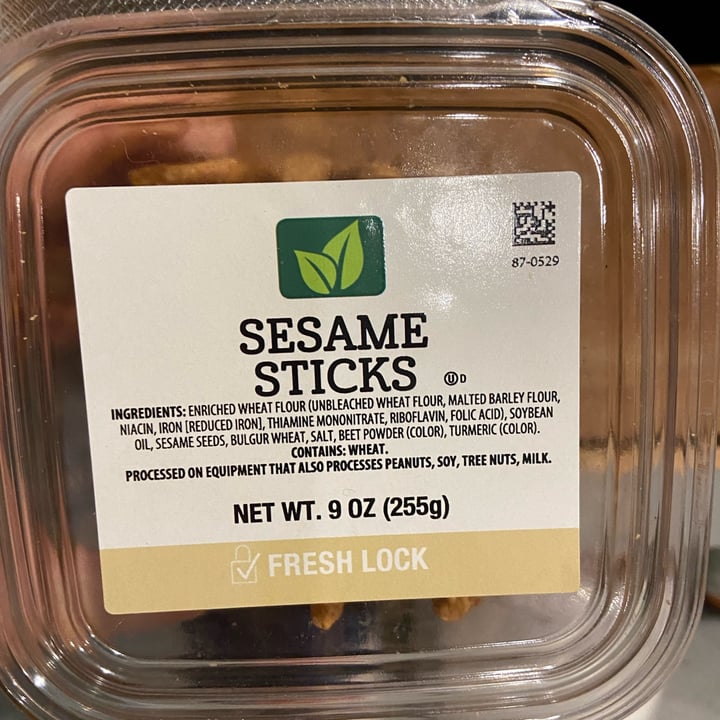 87-0529
SESAME
STICKS Ⓤ D
INGREDIENTS: ENRICHED WHEAT FLOUR (UNBLEACHED WHEAT FLOUR, MALTED BARLEY FLOUR,
NIACIN, IRON [REDUCED IRON], THIAMINE MONONITRATE, RIBOFLAVIN, FOLIC ACID), SOYBEAN
OIL, SESAME SEEDS, BULGUR WHEAT, SALT, BEET POWDER (COLOR), TURMERIC (COLOR).
CONTAINS: WHEAT.
PROCESSED ON EQUIPMENT THAT ALSO PROCESSES PEANUTS, SOY, TREE NUTS, MILK.
NET WT. 9 OZ (255g)
FRESH LOCK